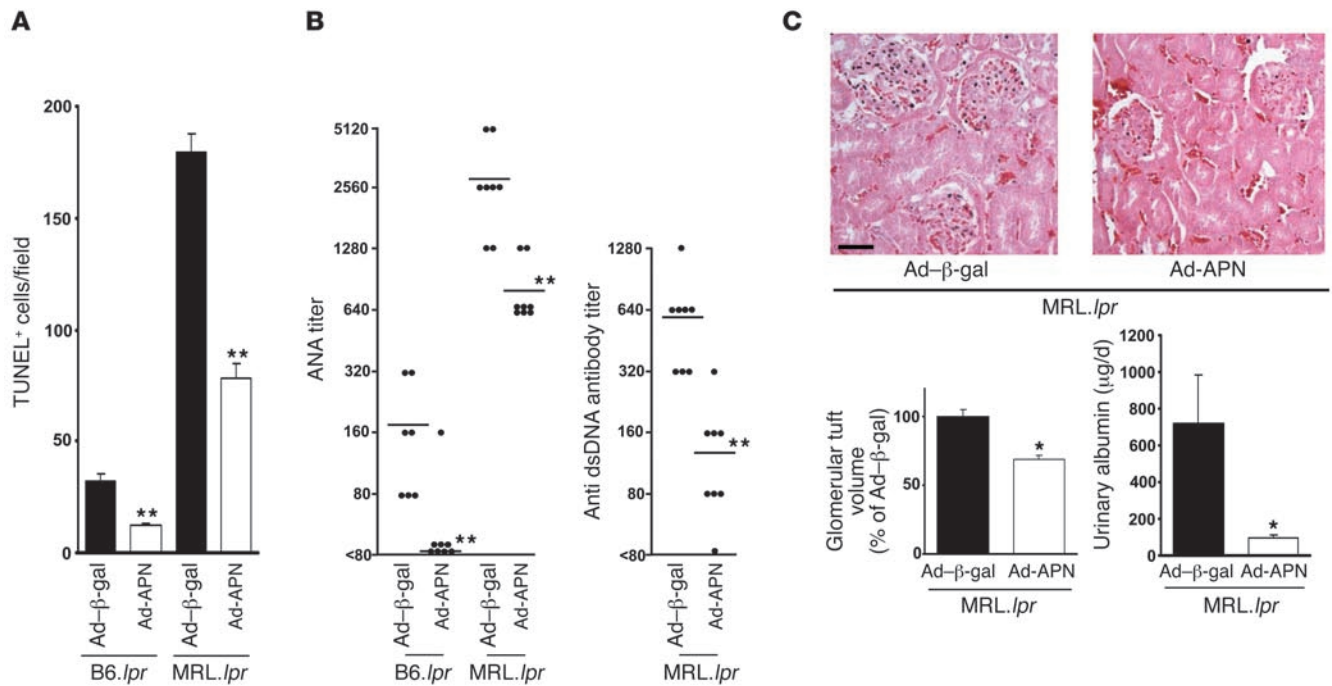 A
TUNEL⁺ cells/field
200
150
100
50
0
**
**
Ad–β-gal
Ad-APN
Ad–β-gal
Ad-APN
B6.lpr
MRL.lpr
B
ANA titer
5120
2560
1280
640
320
160
80
<80
**
**
Ad–β-gal
Ad-APN
Ad–β-gal
Ad-APN
B6.lpr
MRL.lpr
Anti dsDNA antibody titer
1280
640
320
160
80
<80
**
Ad–β-gal
Ad-APN
MRL.lpr
C
Ad–β-gal
Ad-APN
MRL.lpr
Glomerular tuft
volume
(% of Ad–β-gal)
100
50
0
*
Ad–β-gal
Ad-APN
MRL.lpr
Urinary albumin (μg/d)
1200
1000
800
600
400
200
0
*
Ad–β-gal
Ad-APN
MRL.lpr